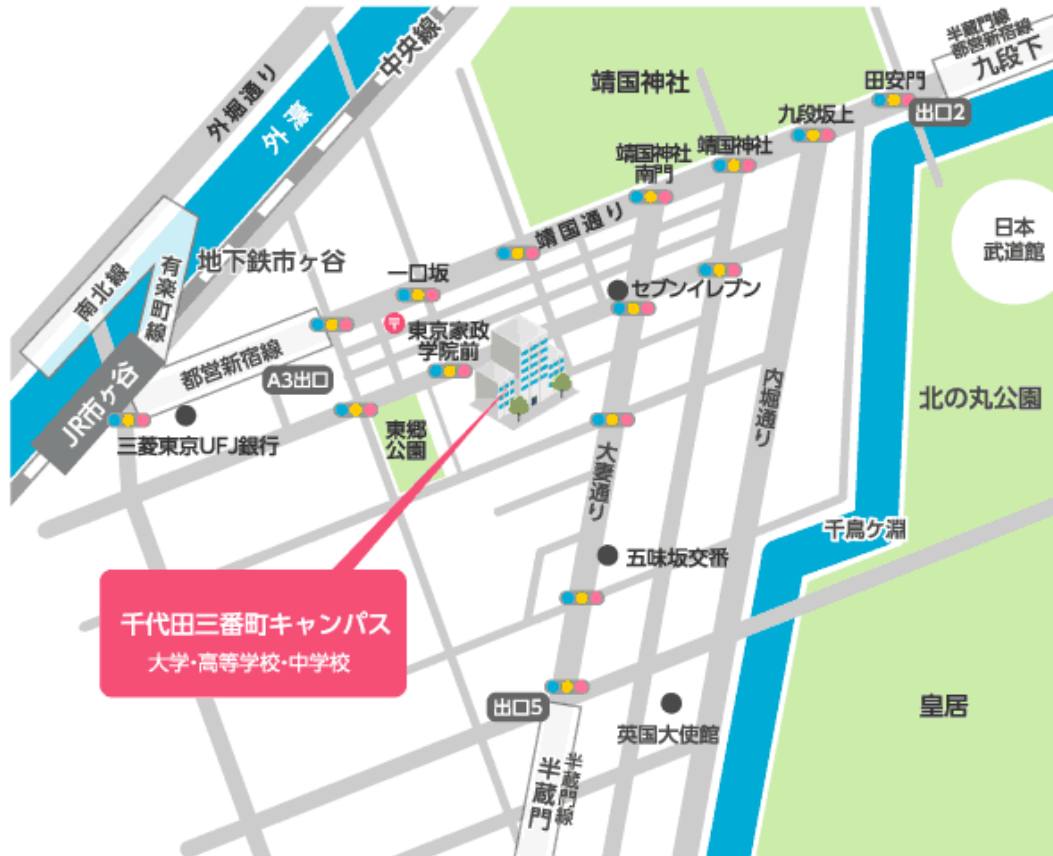 半蔵門線
都営新宿線
九段下
田安門
出口2
靖国神社
九段坂上
靖国神社
靖国神社
南門
中央線
外堀通り
外濠
靖国通り
日本
武道館
地下鉄市ヶ谷
一口坂
セブンイレブン
南北線
有楽町線
東京家政
学院前
都営新宿線
A3出口
JR市ヶ谷
内堀通り
北の丸公園
三菱東京UFJ銀行
東郷
公園
大妻通り
千鳥ケ淵
五味坂交番
千代田三番町キャンパス
大学・高等学校・中学校
出口5
皇居
英国大使館
半蔵門
半蔵門線